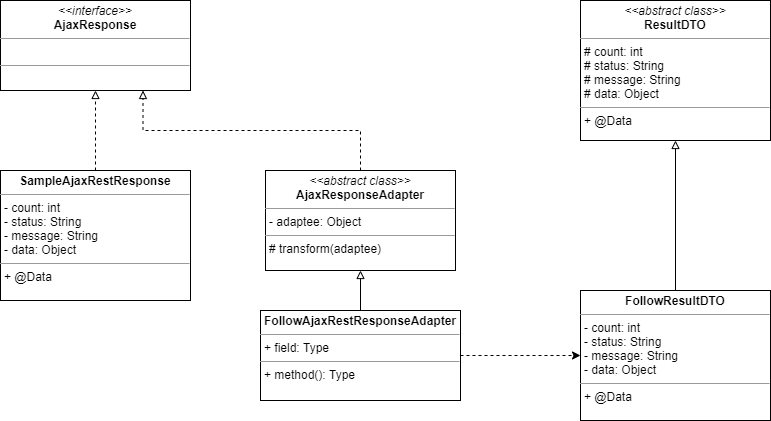 <<interface>>
AjaxResponse
<<abstract class>>
ResultDTO
# count: int
# status: String
# message: String
# data: Object
+ @Data
SampleAjaxRestResponse
- count: int
- status: String
- message: String
- data: Object
+ @Data
<<abstract class>>
AjaxResponseAdapter
- adaptee: Object
# transform(adaptee)
FollowAjaxRestResponseAdapter
+ field: Type
+ method(): Type
FollowResultDTO
- count: int
- status: String
- message: String
- data: Object
+ @Data